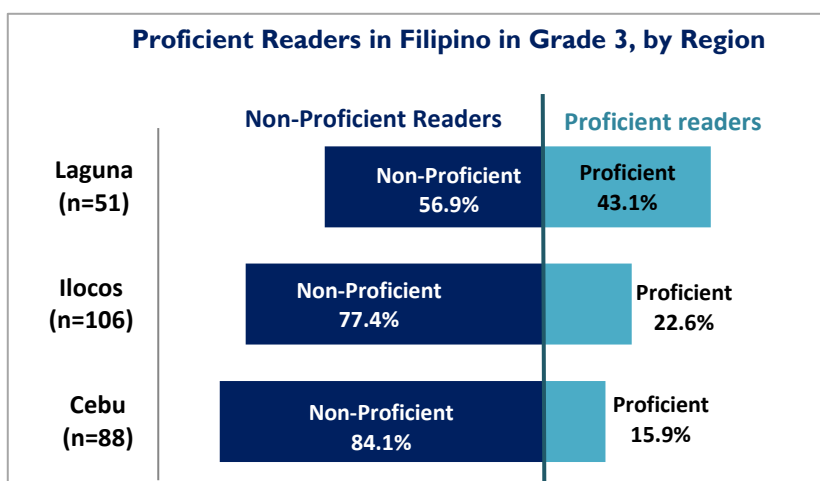 Proficient Readers in Filipino in Grade 3, by Region
Non-Proficient Readers
Proficient readers
Laguna
(n=51)
Non-Proficient
56.9%
Proficient
43.1%
Ilocos
(n=106)
Non-Proficient
77.4%
Proficient
22.6%
Cebu
(n=88)
Non-Proficient
84.1%
Proficient
15.9%